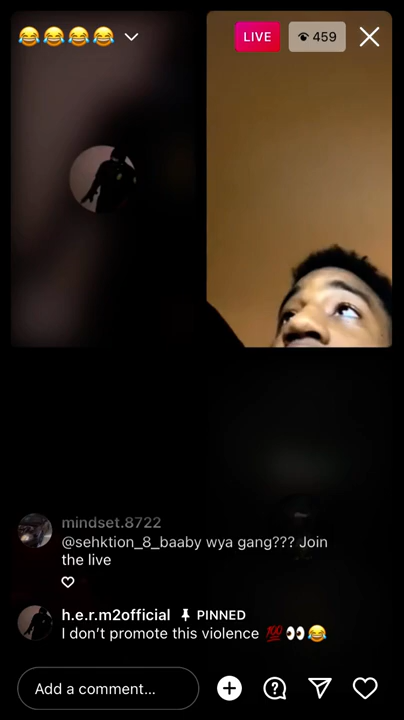 😂😂😂😂
LIVE 459
mindset.8722
@sehktion_8_baaby wya gang??? Join
the live
h.e.r.m2official PINNED
I don't promote this violence 💯👀😂
Add a comment...